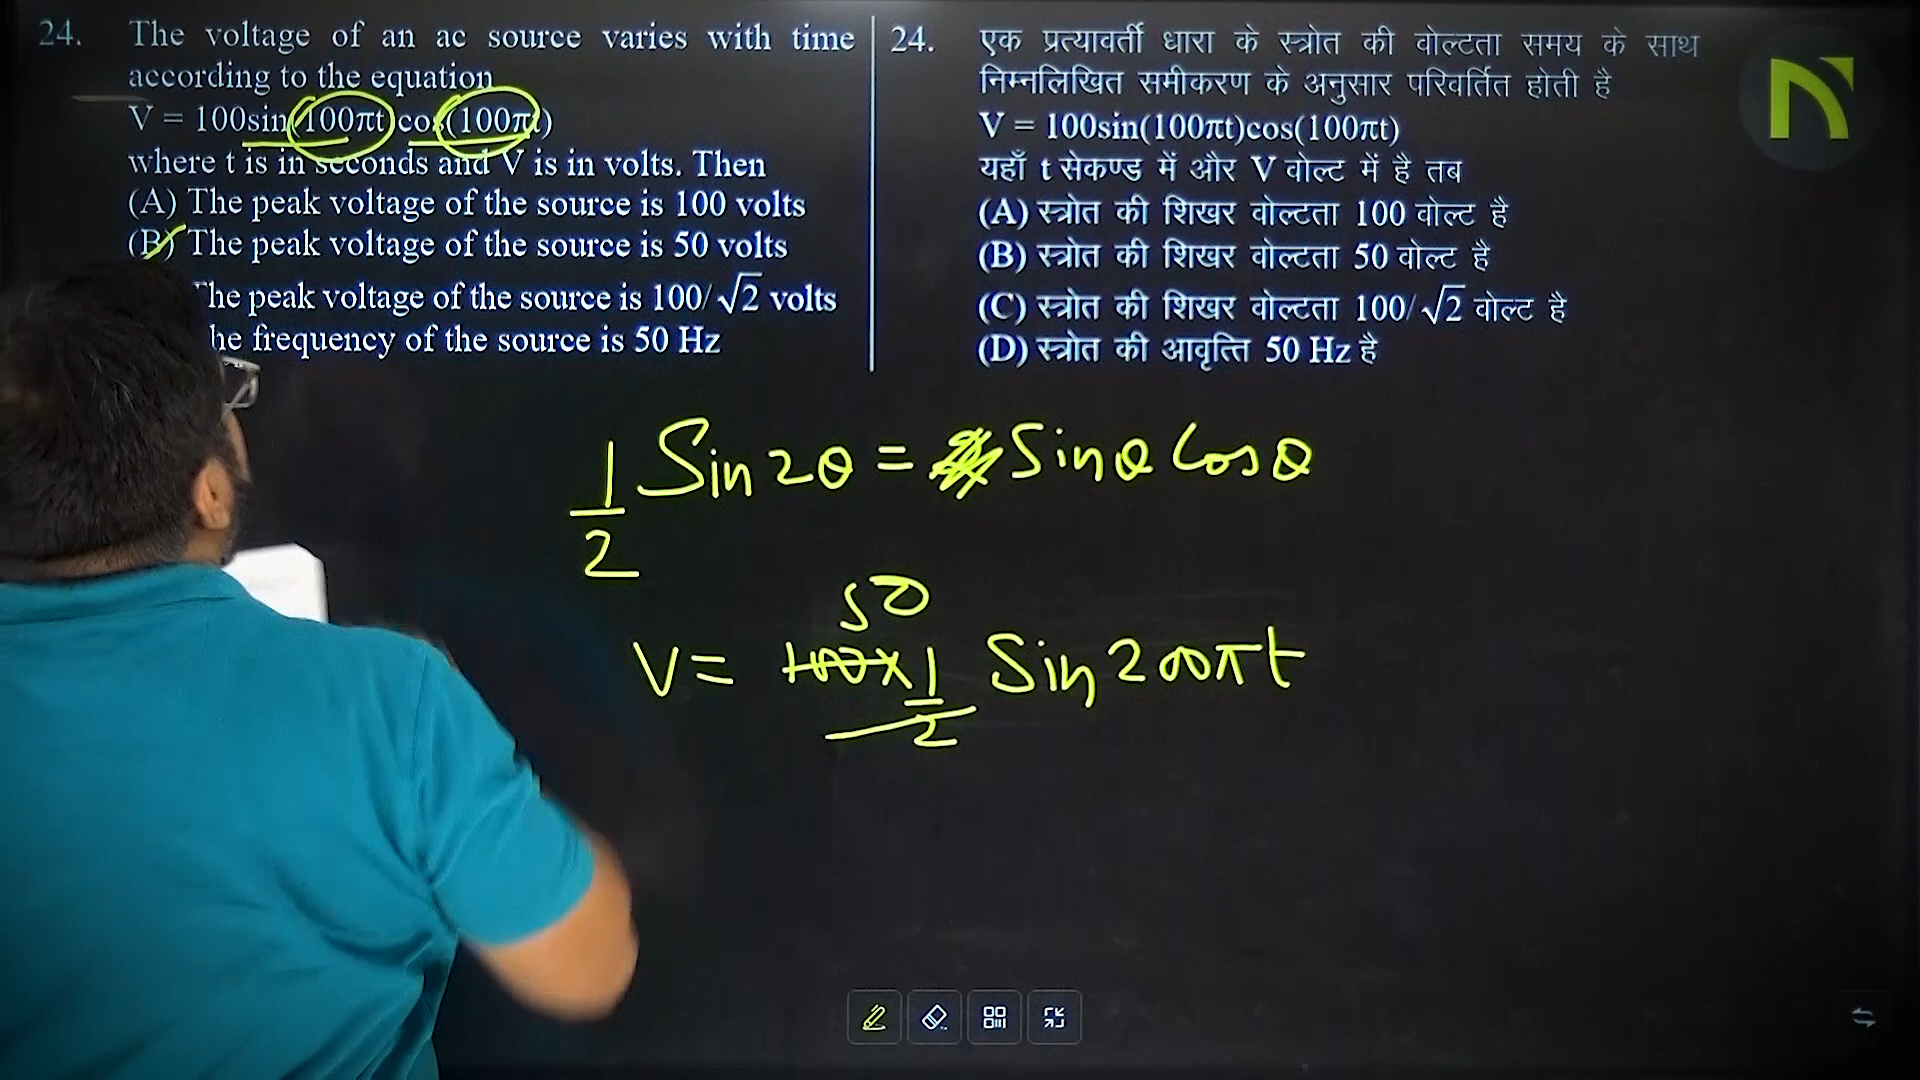 24. The voltage of an ac source varies with time
according to the equation
V = 100sin(100πt)cos(100πt)
where t is in seconds and V is in volts. Then
(A) The peak voltage of the source is 100 volts
(B) The peak voltage of the source is 50 volts
he peak voltage of the source is 100/√2 volts
he frequency of the source is 50 Hz
24. एक प्रत्यावर्ती धारा के स्त्रोत की वोल्टता समय के साथ
निम्नलिखित समीकरण के अनुसार परिवर्तित होती है
V = 100sin(100πt)cos(100πt)
यहाँ t सेकण्ड में और V वोल्ट में है तब
(A) स्त्रोत की शिखर वोल्टता 100 वोल्ट है
(B) स्त्रोत की शिखर वोल्टता 50 वोल्ट है
(C) स्त्रोत की शिखर वोल्टता 100/√2 वोल्ट है
(D) स्त्रोत की आवृत्ति 50 Hz है
1/2 Sin2θ = Sinθ Cosθ
50
V = 100×1/2 Sin200πt